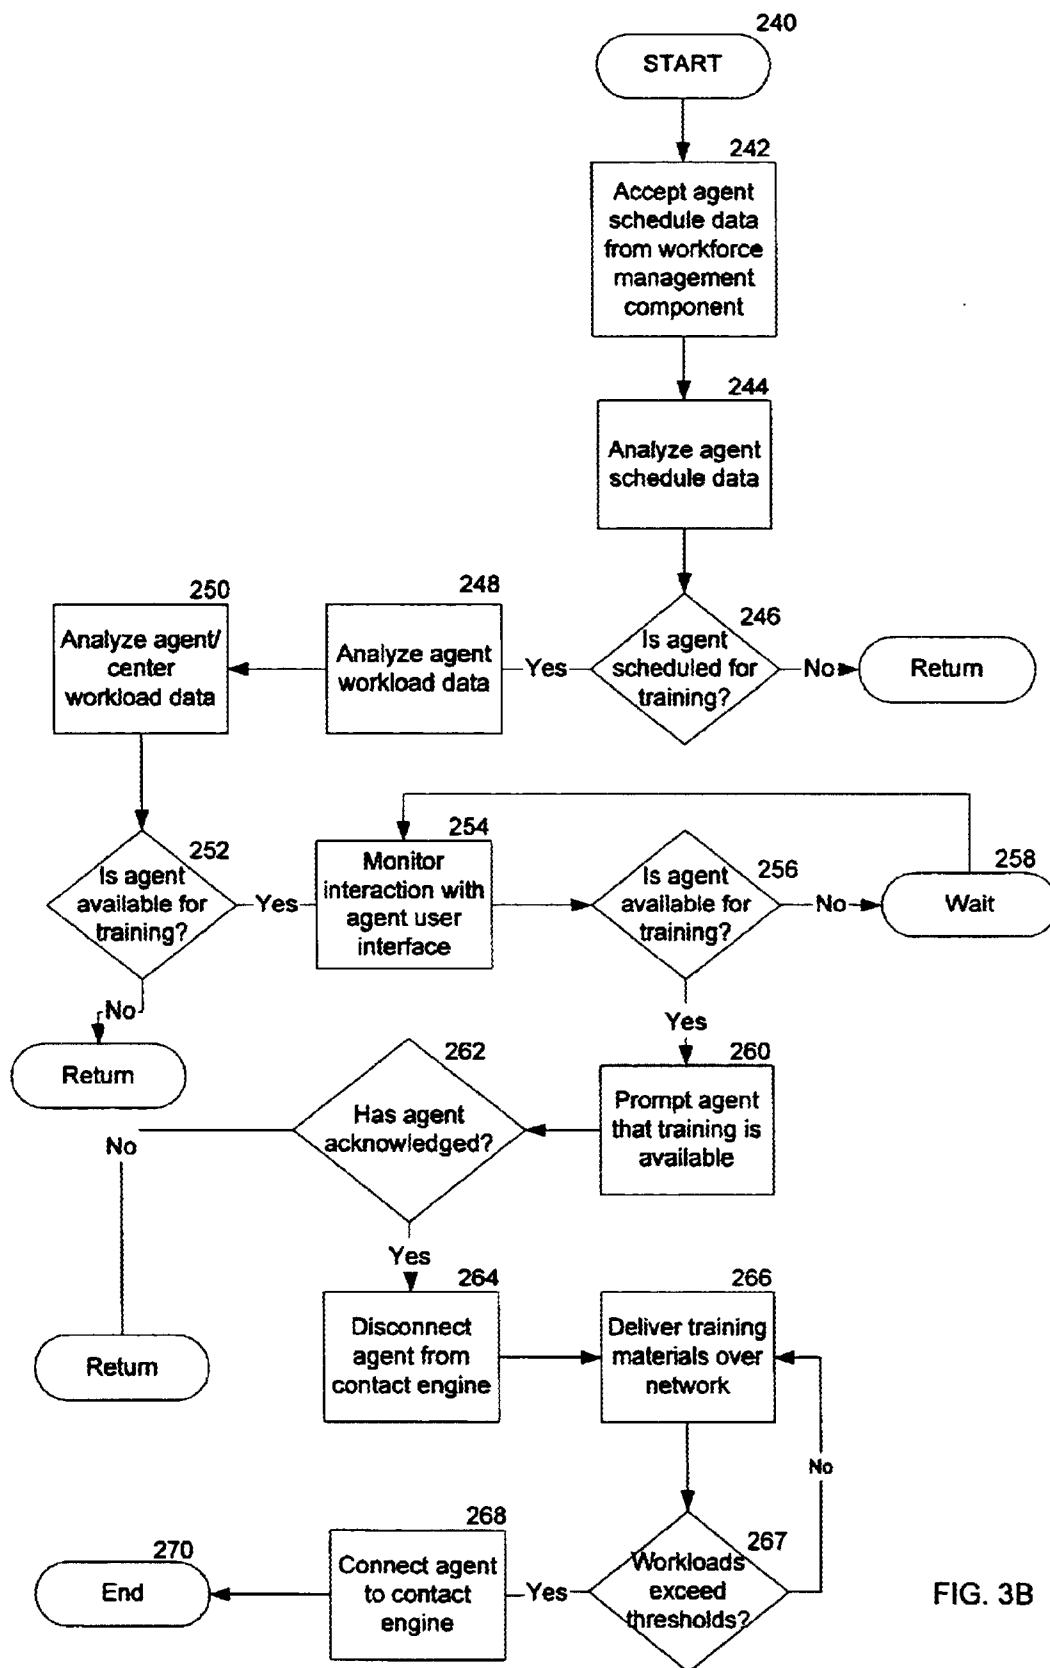 240
START
242
Accept agent
schedule data
from workforce
management
component
244
Analyze agent
schedule data
250
Analyze agent/
center
workload data
248
Analyze agent
workload data
Yes
246
Is agent
scheduled for
training?
No
Return
252
Is agent
available for
training?
Yes
254
Monitor
interaction with
agent user
interface
256
Is agent
available for
training?
No
258
Wait
No
Return
Yes
260
Prompt agent
that training is
available
262
Has agent
acknowledged?
No
Return
Yes
264
Disconnect
agent from
contact engine
266
Deliver training
materials over
network
No
267
Workloads
exceed
thresholds?
Yes
268
Connect agent
to contact
engine
270
End
FIG. 3B